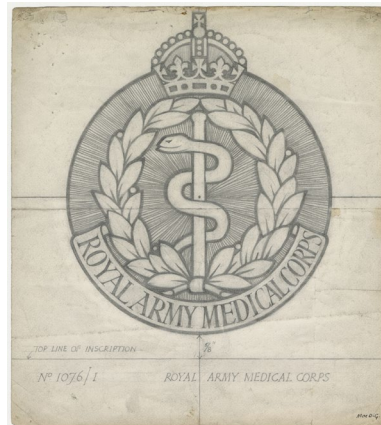 ROYAL ARMY MEDICAL CORPS
TOP LINE OF INSCRIPTION
Nº 1076/1 ROYAL ARMY MEDICAL CORPS